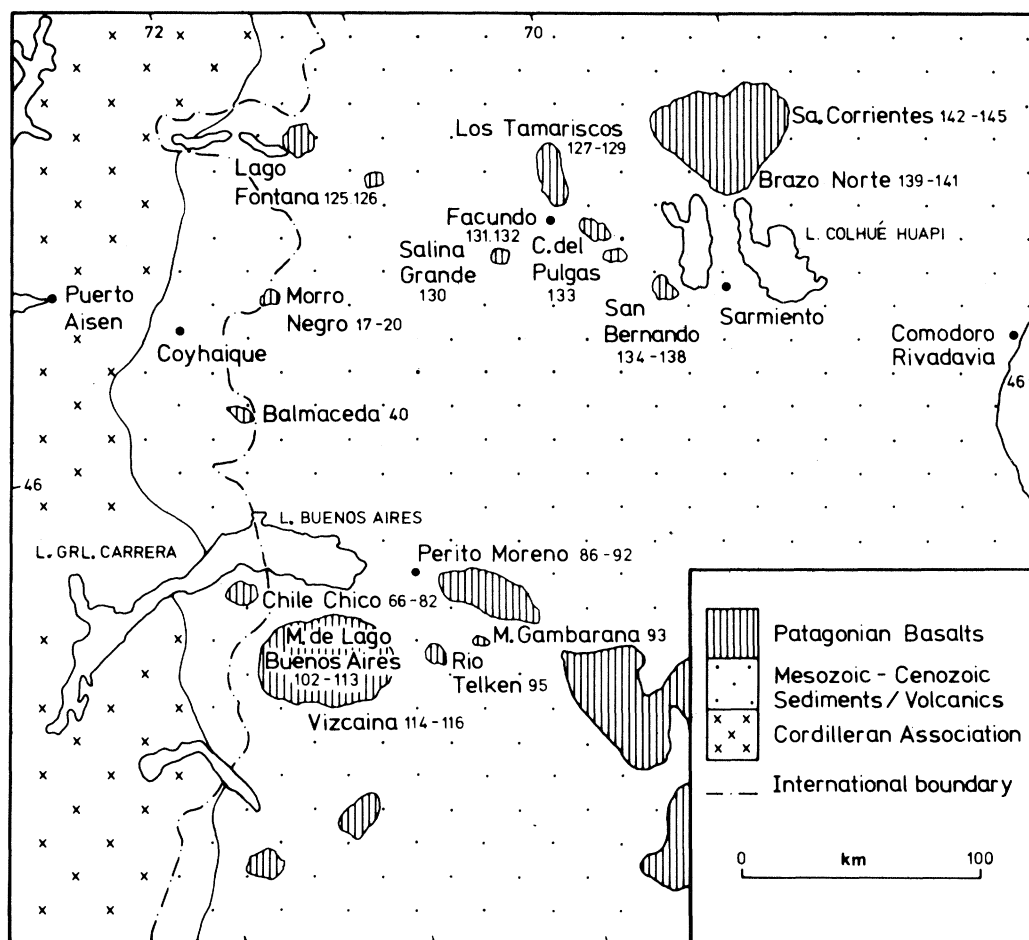 72
70
Los Tamariscos
127-129
Sa. Corrientes 142-145
Lago
Fontana 125.126
Brazo Norte 139-141
Facundo
131.132
Salina
Grande
130
C. del
Pulgas
133
L. COLHUÉ HUAPI
Puerto
Aisen
Morro
Negro 17-20
San
Bernando
134-138
Sarmiento
Coyhaique
Comodoro
Rivadavia
46
Balmaceda 40
46
L. BUENOS AIRES
L. GRL. CARRERA
Perito Moreno 86-92
Chile Chico 66-82
M. de Lago
Buenos Aires
102-113
M. Gambarana 93
Rio
Telken 95
Vizcaina 114-116
Patagonian Basalts
Mesozoic - Cenozoic
Sediments / Volcanics
Cordilleran Association
International boundary
0 km 100